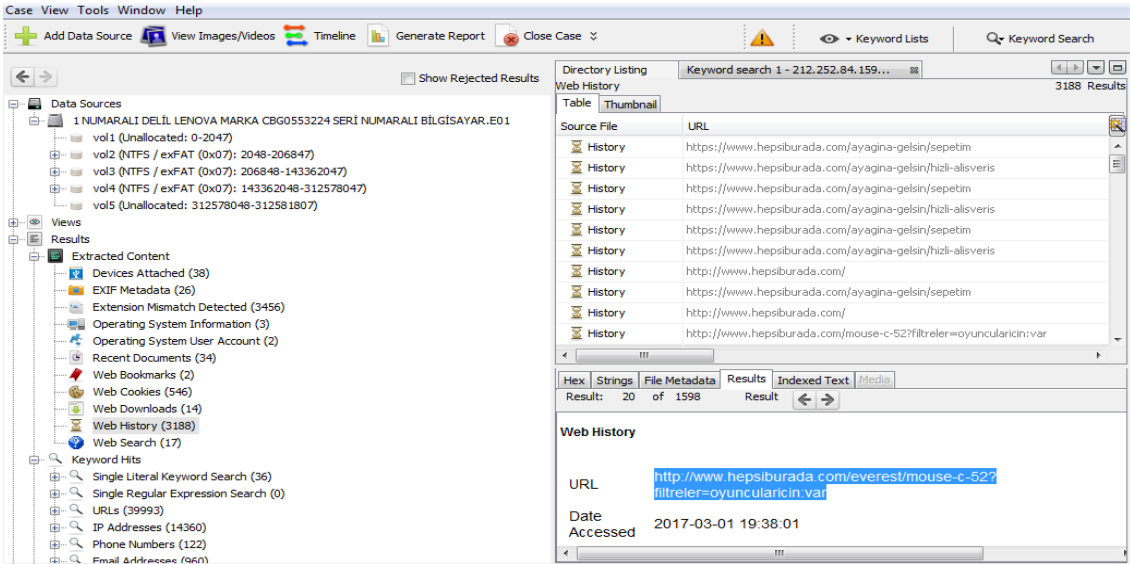 Case View Tools Window Help
Add Data Source View Images/Videos Timeline Generate Report Close Case Keyword Lists Keyword Search
Show Rejected Results
Data Sources
1 NUMARALI DELİL LENOVA MARKA CBG0553224 SERİ NUMARALI BİLGİSAYAR.E01
vol1 (Unallocated: 0-2047)
vol2 (NTFS / exFAT (0x07): 2048-206847)
vol3 (NTFS / exFAT (0x07): 206848-143362047)
vol4 (NTFS / exFAT (0x07): 143362048-312578047)
vol5 (Unallocated: 312578048-312581807)
Views
Results
Extracted Content
Devices Attached (38)
EXIF Metadata (26)
Extension Mismatch Detected (3456)
Operating System Information (3)
Operating System User Account (2)
Recent Documents (34)
Web Bookmarks (2)
Web Cookies (546)
Web Downloads (14)
Web History (3188)
Web Search (17)
Keyword Hits
Single Literal Keyword Search (36)
Single Regular Expression Search (0)
URLs (39993)
IP Addresses (14360)
Phone Numbers (122)
Email Addresses (960)
Directory Listing Keyword search 1 - 212.252.84.159...
Web History 3188 Results
Table Thumbnail
Source File URL
History https://www.hepsiburada.com/ayagina-gelsin/sepetim
History https://www.hepsiburada.com/ayagina-gelsin/hizli-alisveris
History https://www.hepsiburada.com/ayagina-gelsin/sepetim
History https://www.hepsiburada.com/ayagina-gelsin/hizli-alisveris
History https://www.hepsiburada.com/ayagina-gelsin/sepetim
History https://www.hepsiburada.com/ayagina-gelsin/hizli-alisveris
History http://www.hepsiburada.com/
History https://www.hepsiburada.com/ayagina-gelsin/sepetim
History http://www.hepsiburada.com/
History http://www.hepsiburada.com/mouse-c-52?filtreler=oyuncularicin:var
Hex Strings File Metadata Results Indexed Text Media
Result: 20 of 1598 Result
Web History
URL http://www.hepsiburada.com/everest/mouse-c-52?
filtreler=oyuncularicin:var
Date
Accessed 2017-03-01 19:38:01